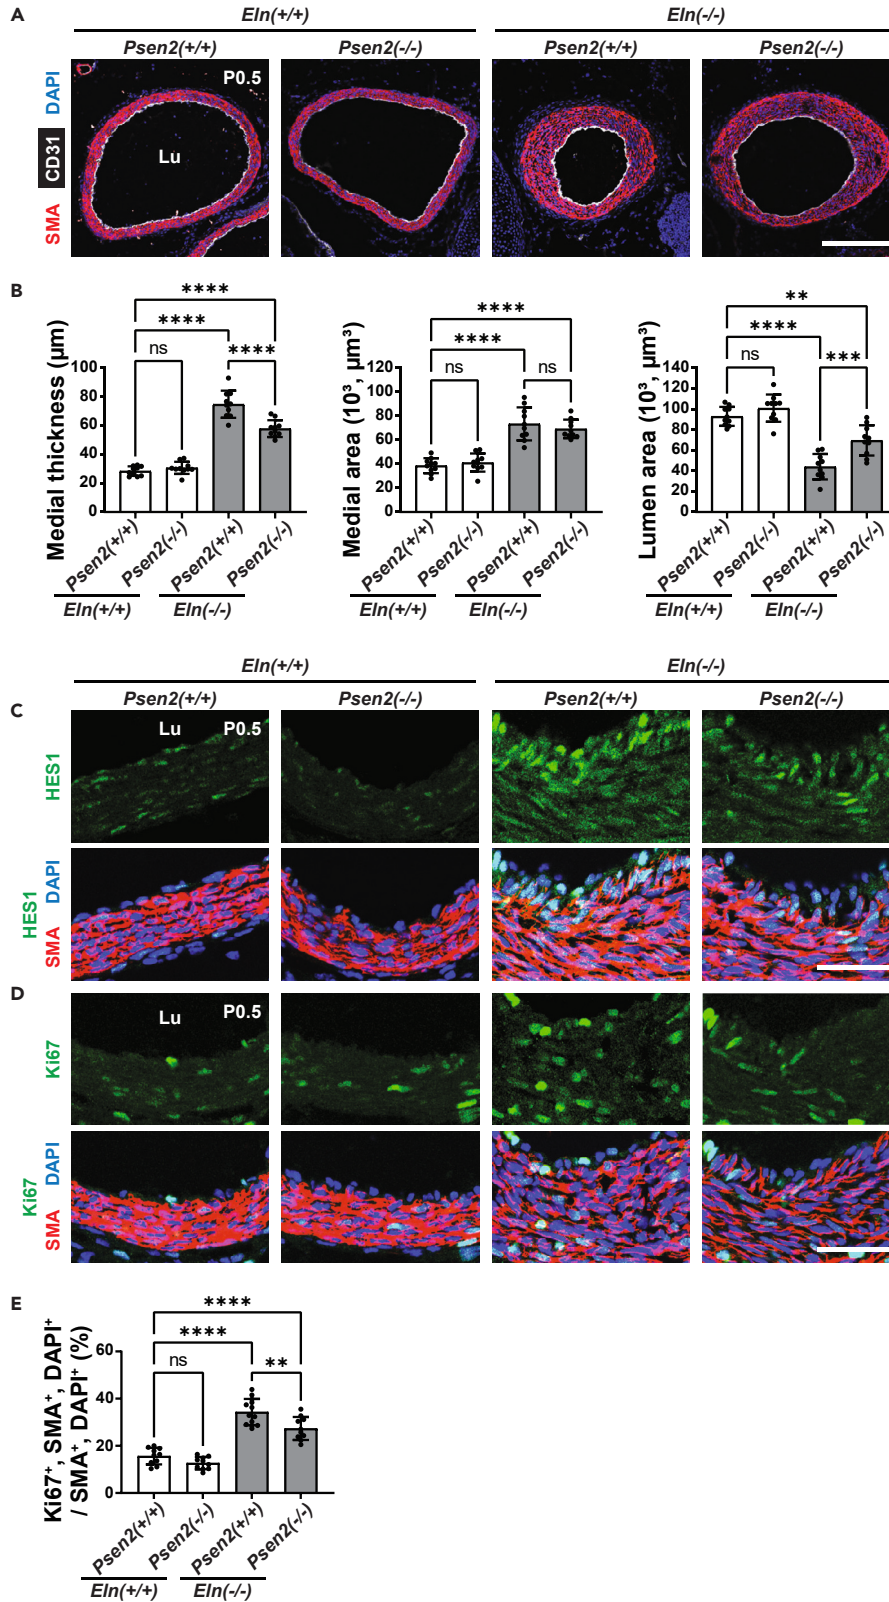 A
Eln(+/+)
Eln(-/-)
Psen2(+/+)
Psen2(-/-)
Psen2(+/+)
Psen2(-/-)
SMA CD31 DAPI
P0.5
Lu
B
Medial thickness (µm)
100
80
60
40
20
0
ns
****
****
****
Psen2(+/+)
Psen2(-/-)
Psen2(+/+)
Psen2(-/-)
Eln(+/+)
Eln(-/-)
Medial area (10³, µm³)
120
100
80
60
40
20
0
ns
****
****
ns
Psen2(+/+)
Psen2(-/-)
Psen2(+/+)
Psen2(-/-)
Eln(+/+)
Eln(-/-)
Lumen area (10³, µm³)
140
120
100
80
60
40
20
0
ns
****
**
***
Psen2(+/+)
Psen2(-/-)
Psen2(+/+)
Psen2(-/-)
Eln(+/+)
Eln(-/-)
Eln(+/+)
Eln(-/-)
Psen2(+/+)
Psen2(-/-)
Psen2(+/+)
Psen2(-/-)
C
HES1
Lu
P0.5
HES1
SMA DAPI
D
Ki67
Lu
P0.5
Ki67
SMA DAPI
E
Ki67⁺, SMA⁺, DAPI⁺
/ SMA⁺, DAPI⁺ (%)
60
40
20
0
ns
****
****
**
Psen2(+/+)
Psen2(-/-)
Psen2(+/+)
Psen2(-/-)
Eln(+/+)
Eln(-/-)